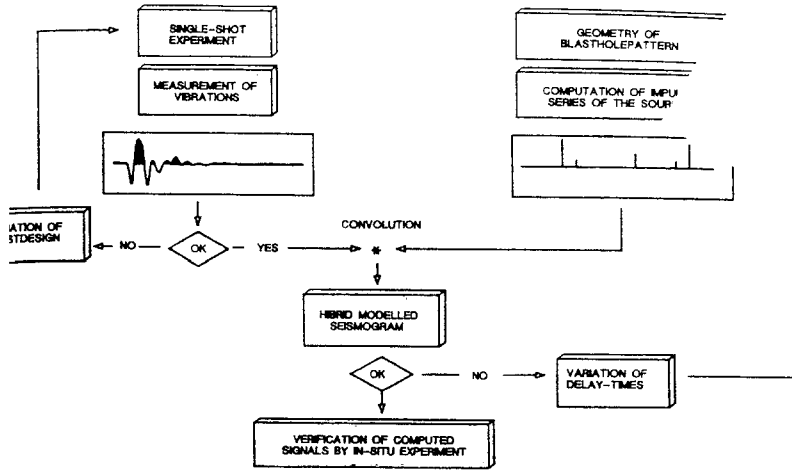 SINGLE-SHOT
EXPERIMENT
MEASUREMENT OF
VIBRATIONS
GEOMETRY OF
BLASTHOLEPATTERN
COMPUTATION OF IMPU
SERIES OF THE SOUR
ATION OF
STDESIGN
NO
OK
YES
CONVOLUTION
*
HIBRID MODELLED
SEISMOGRAM
OK
NO
VARIATION OF
DELAY-TIMES
VERIFICATION OF COMPUTED
SIGNALS BY IN-SITU EXPERIMENT